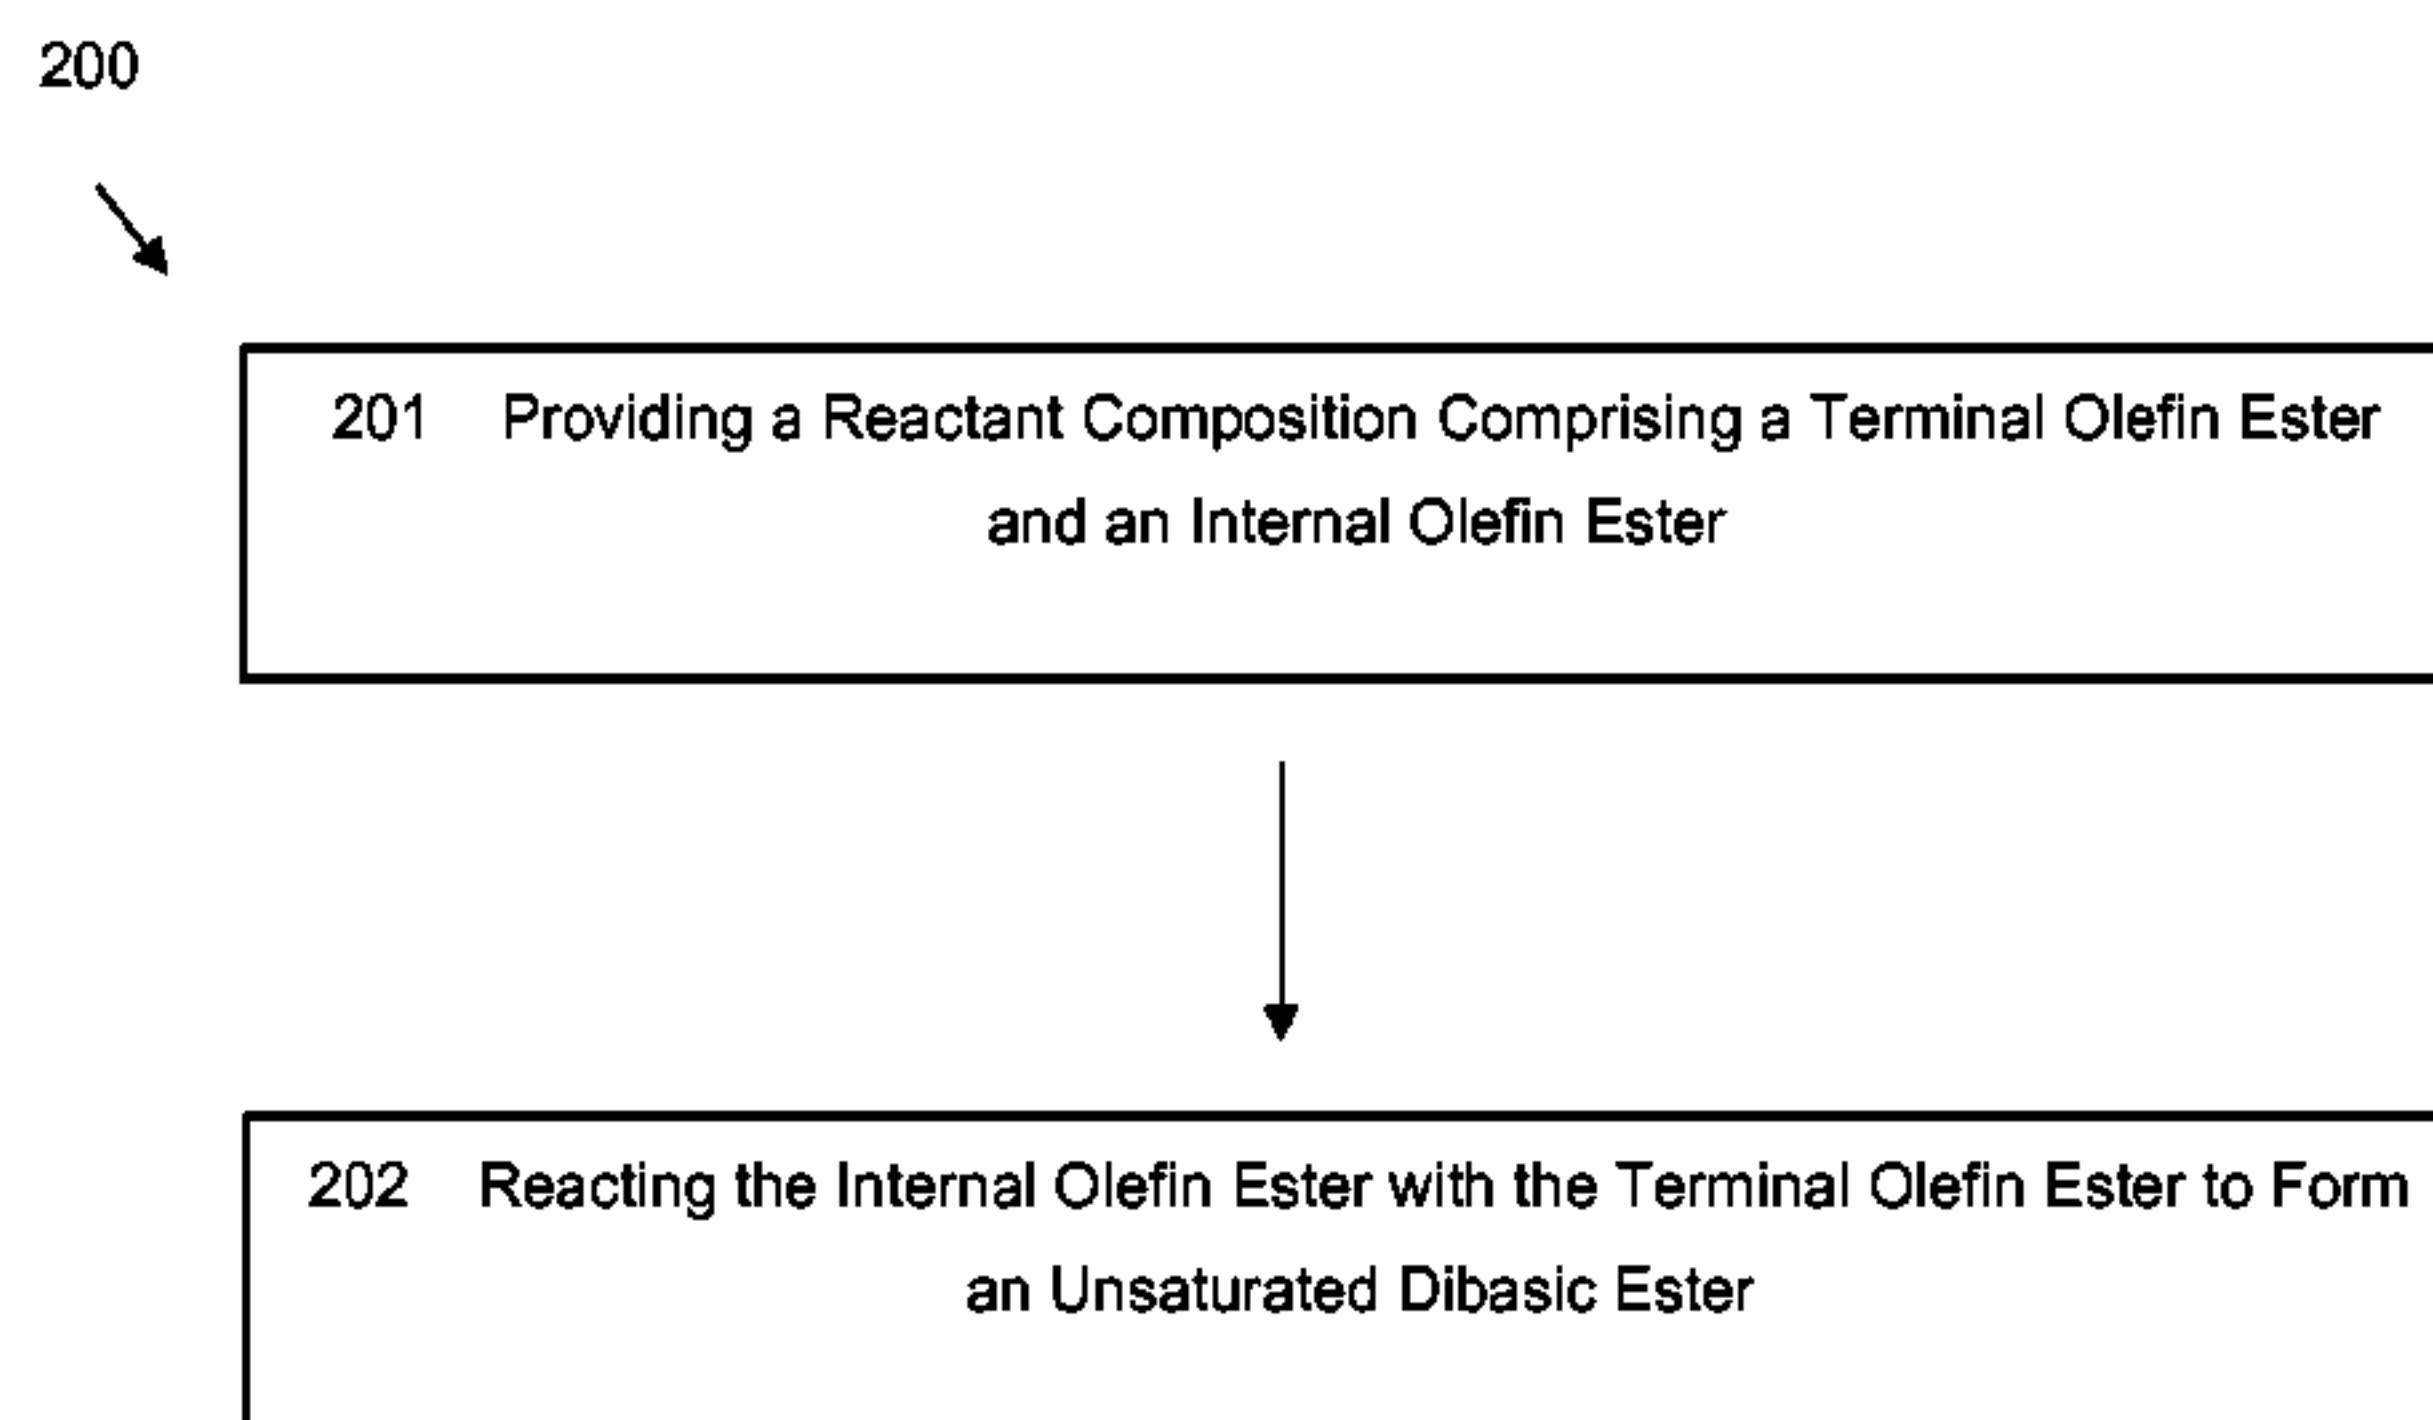 200
201 Providing a Reactant Composition Comprising a Terminal Olefin Ester
and an Internal Olefin Ester
202 Reacting the Internal Olefin Ester with the Terminal Olefin Ester to Form
an Unsaturated Dibasic Ester